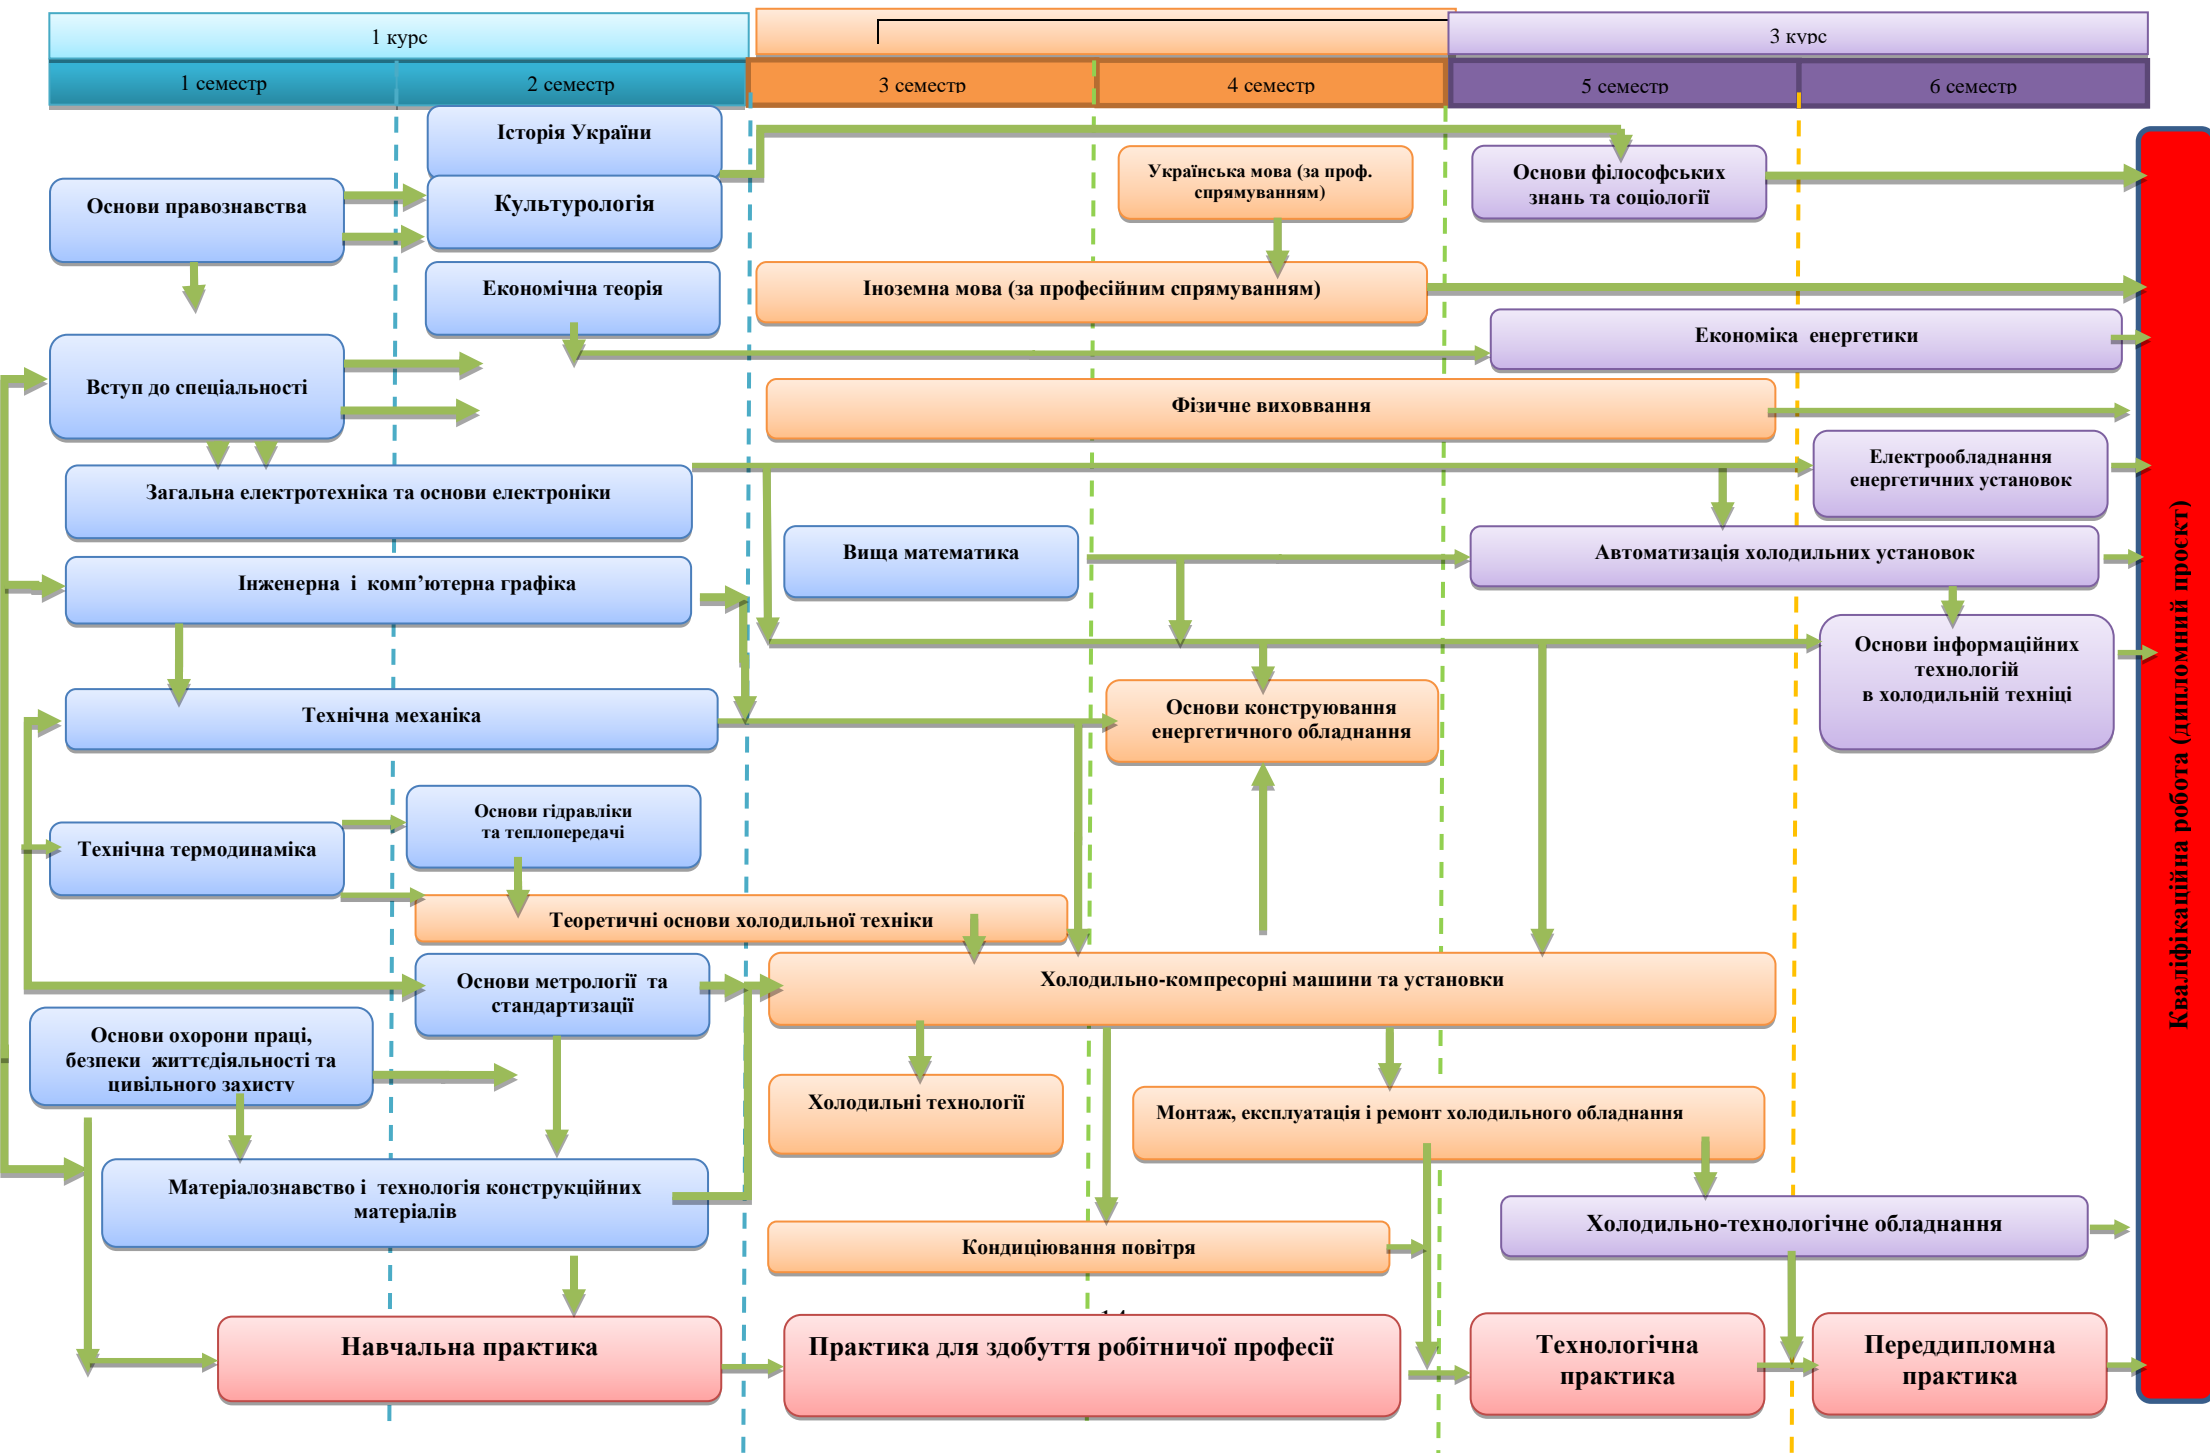 1 курс
3 курс
1 семестр
2 семестр
3 семестр
4 семестр
5 семестр
6 семестр
Історія України
Українська мова (за проф.
спрямуванням)
Основи філософських
знань та соціології
Основи правознавства
Культурологія
Економічна теорія
Іноземна мова (за професійним спрямуванням)
Економіка енергетики
Вступ до спеціальності
Фізичне виховвання
Загальна електротехніка та основи електроніки
Електрообладнання
енергетичних установок
Вища математика
Автоматизація холодильних установок
Інженерна і комп’ютерна графіка
Основи інформаційних
технологій
в холодильній техніці
Технічна механіка
Основи конструювання
енергетичного обладнання
Основи гідравліки
та теплопередачі
Технічна термодинаміка
Теоретичні основи холодильної техніки
Основи метрології та
стандартизації
Холодильно-компресорні машини та установки
Основи охорони праці,
безпеки життєдіяльності та
цивільного захисту
Холодильні технології
Монтаж, експлуатація і ремонт холодильного обладнання
Матеріалознавство і технологія конструкційних
матеріалів
Холодильно-технологічне обладнання
Кондиціювання повітря
Навчальна практика
Практика для здобуття робітничої професії
Технологічна
практика
Переддипломна
практика
Кваліфікаційна робота (дипломний проєкт)